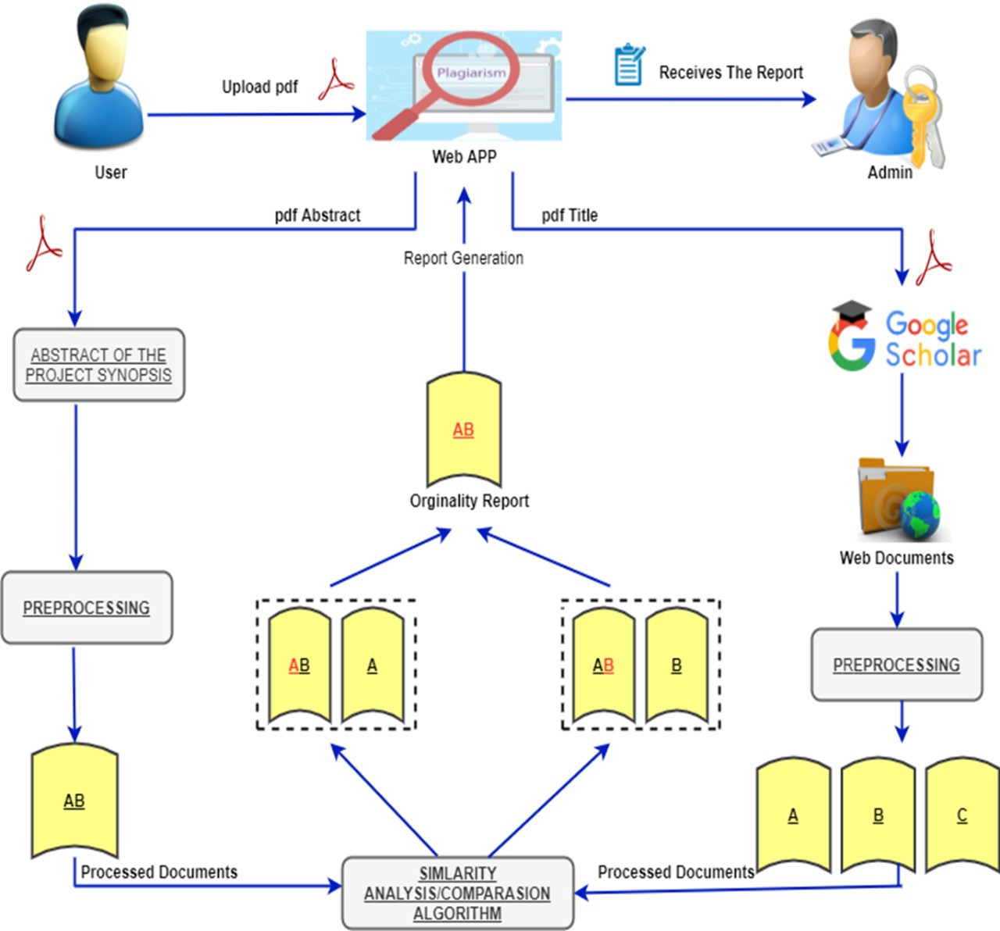 Plagiarism
Upload pdf
Receives The Report
User
Web APP
Admin
pdf Abstract
pdf Title
Report Generation
Google
Scholar
ABSTRACT OF THE
PROJECT SYNOPSIS
AB
Orginality Report
Web Documents
PREPROCESSING
AB
A
AB
B
PREPROCESSING
AB
A
B
C
Processed Documents
Processed Documents
SIMLARITY
ANALYSIS/COMPARASION
ALGORITHM